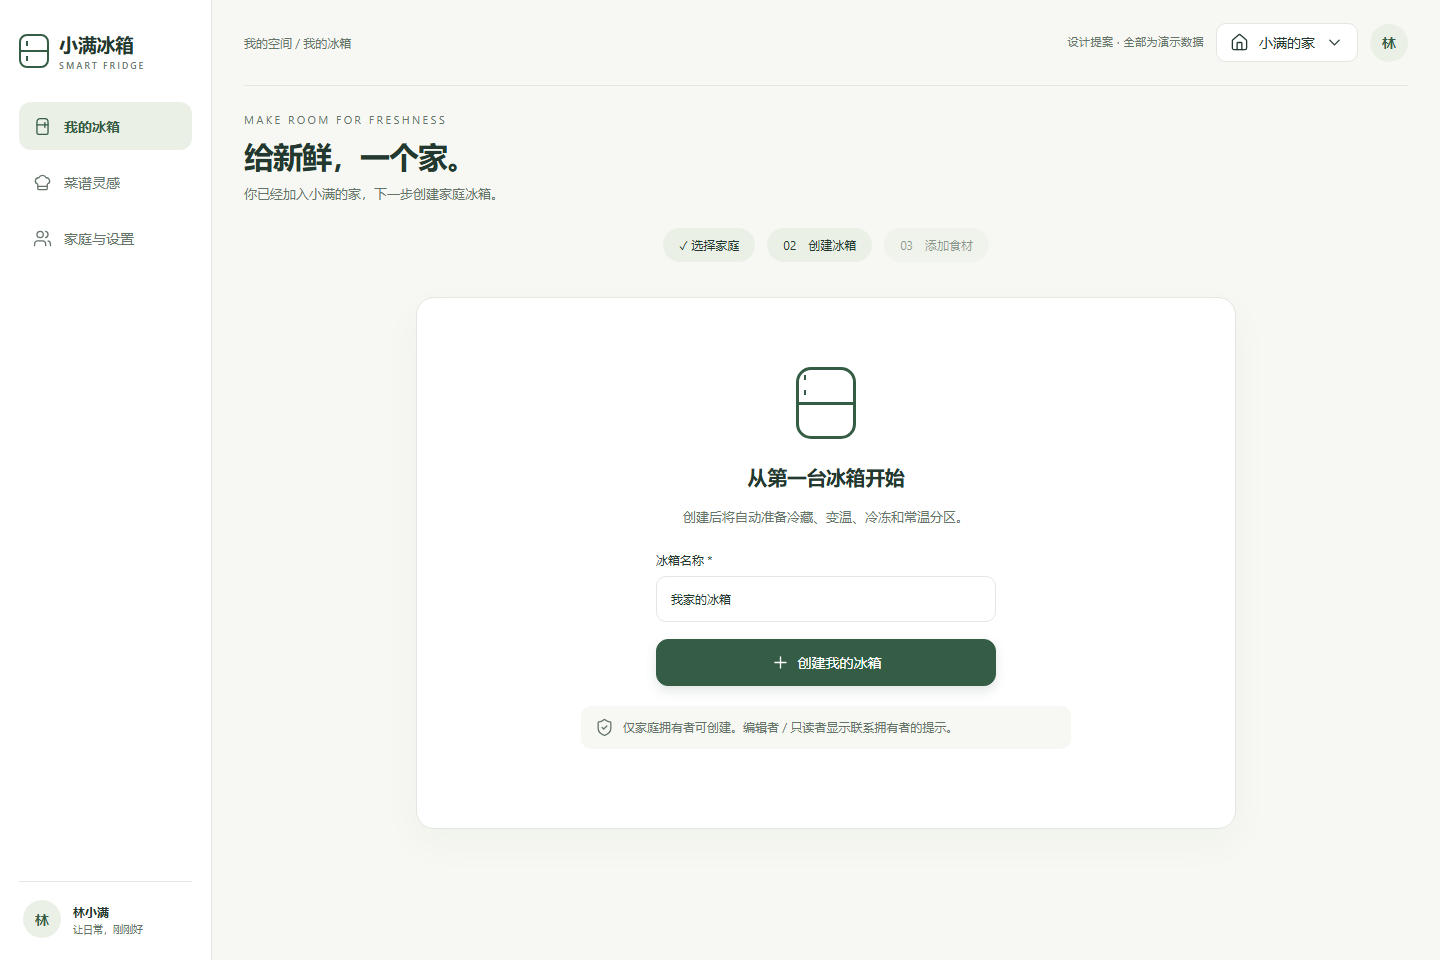 小满冰箱
SMART FRIDGE
我的冰箱
菜谱灵感
家庭与设置
林
林小满
让日常，刚刚好
我的空间 / 我的冰箱
设计提案 · 全部为演示数据
小满的家
林
MAKE ROOM FOR FRESHNESS
给新鲜，一个家。
你已经加入小满的家，下一步创建家庭冰箱。
✓ 选择家庭
02 创建冰箱
03 添加食材
从第一台冰箱开始
创建后将自动准备冷藏、变温、冷冻和常温分区。
冰箱名称 *
我家的冰箱
创建我的冰箱
仅家庭拥有者可创建。编辑者 / 只读者显示联系拥有者的提示。